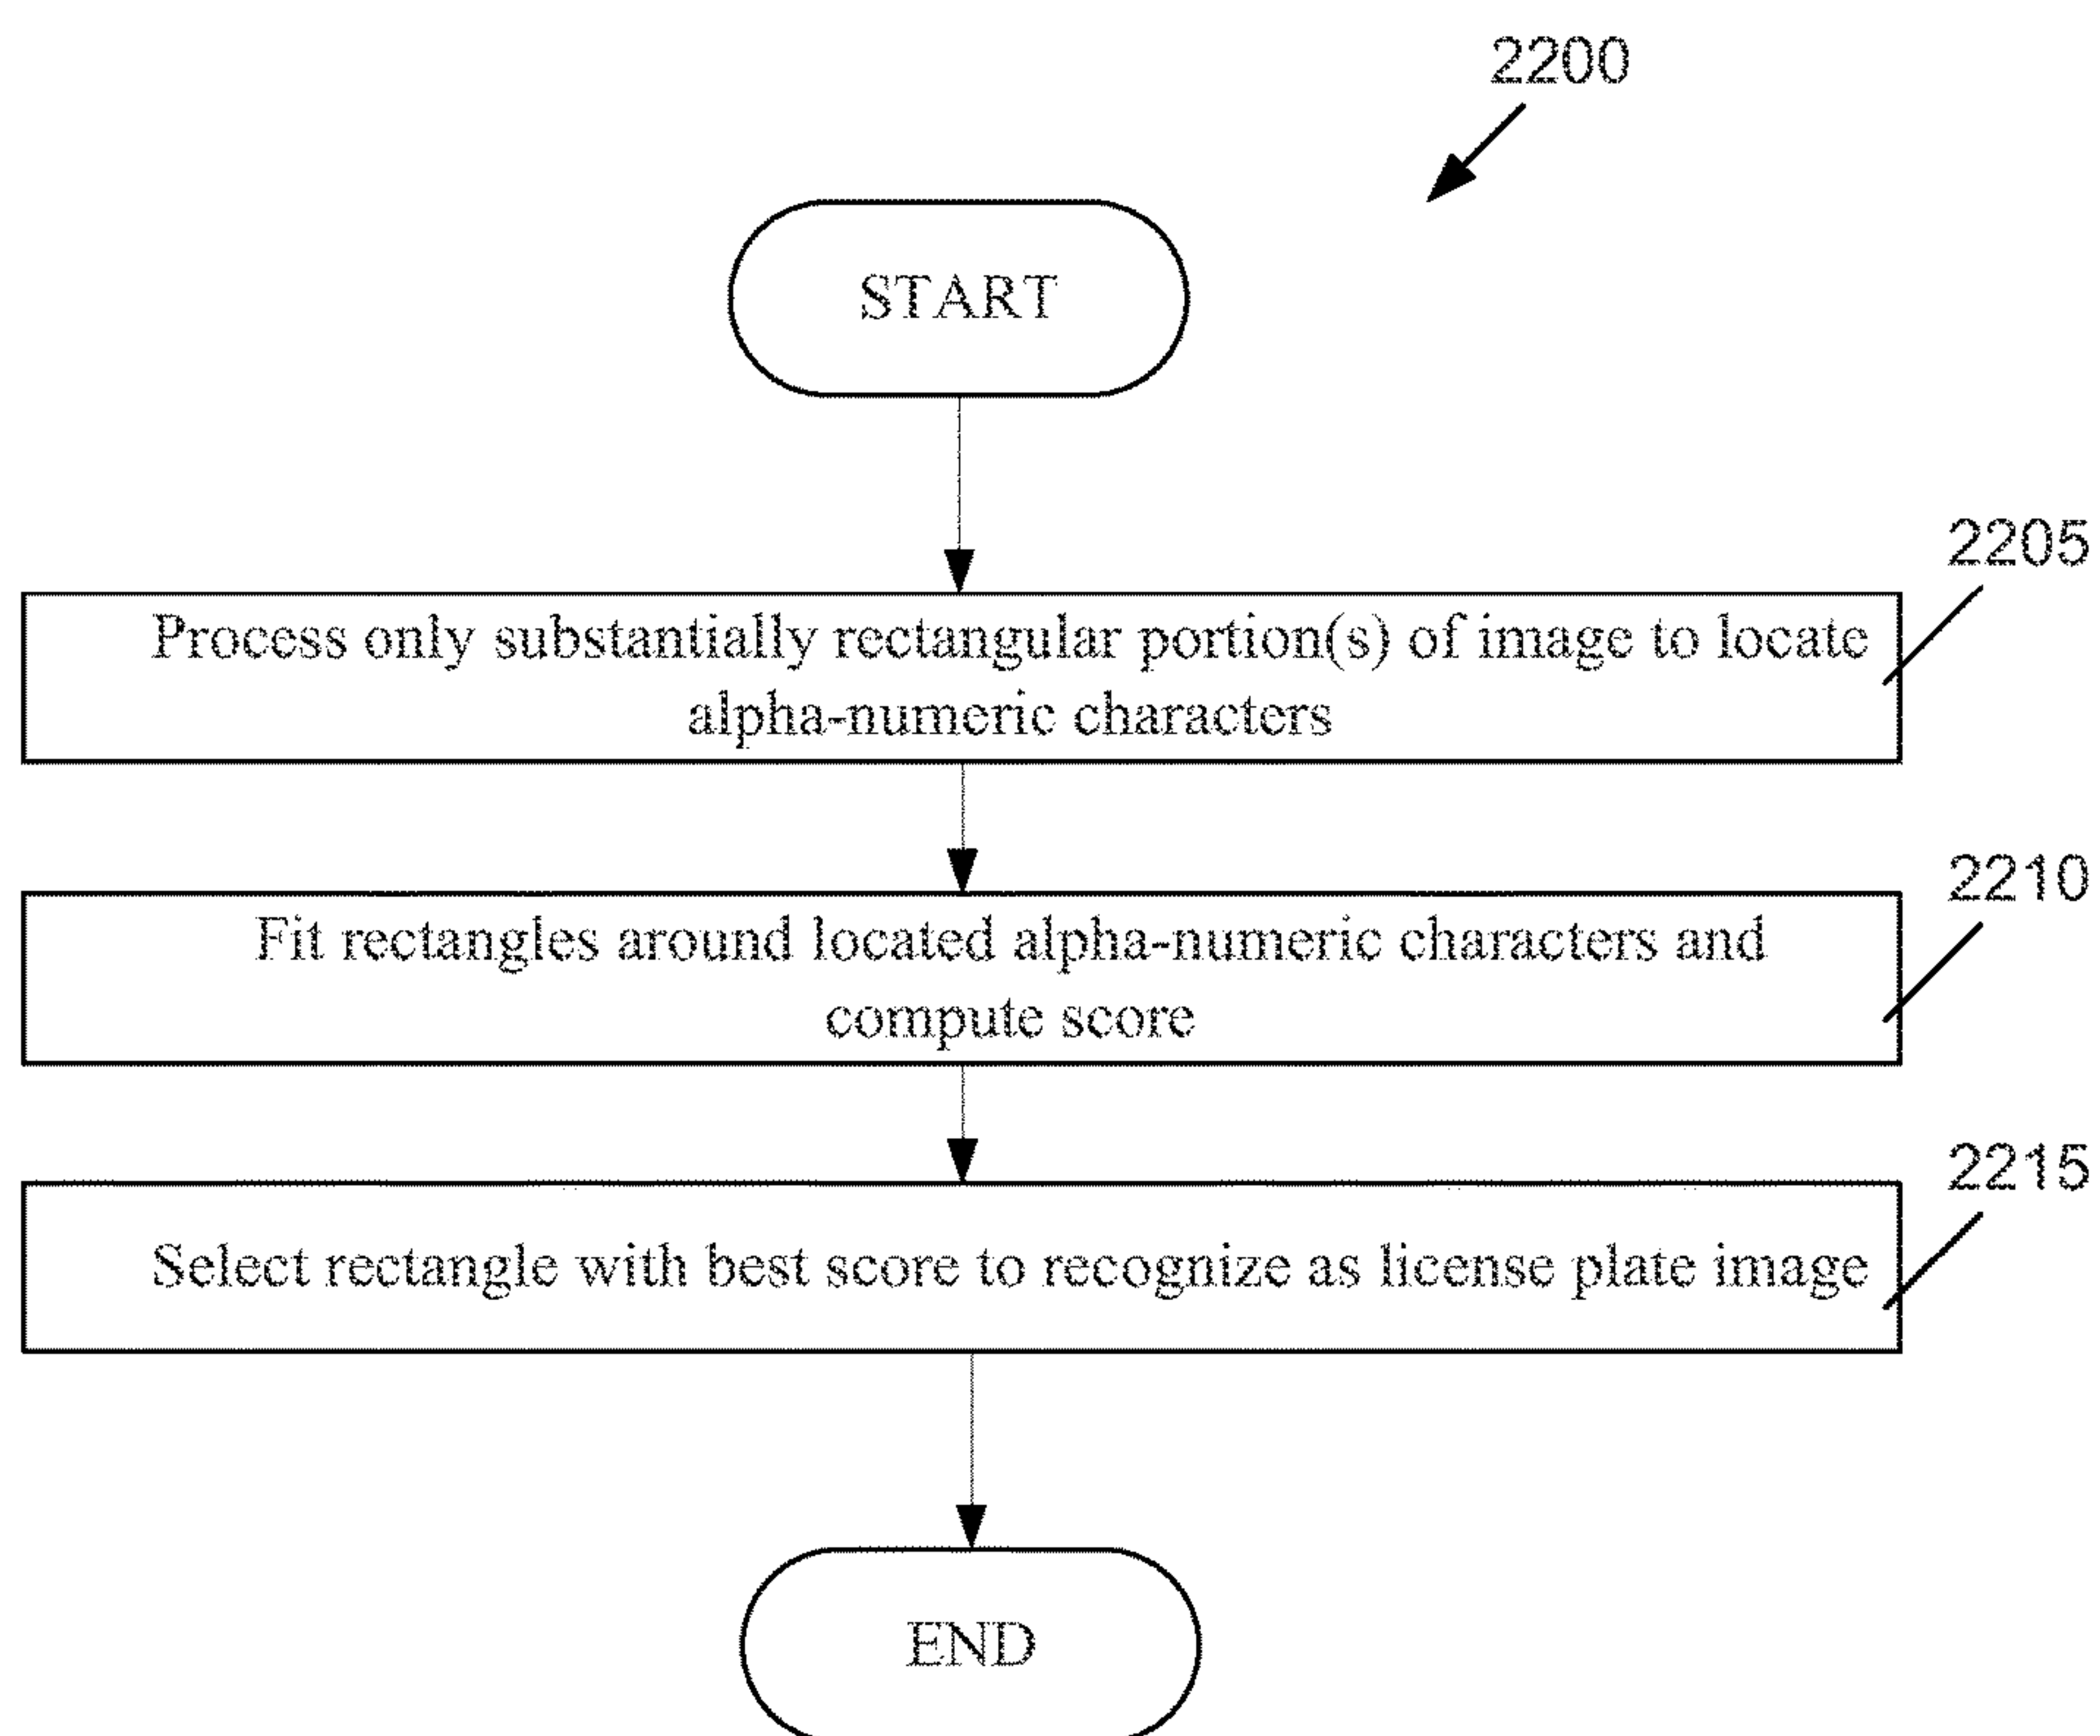 2200
START
2205
Process only substantially rectangular portion(s) of image to locate
alpha-numeric characters
2210
Fit rectangles around located alpha-numeric characters and
compute score
2215
Select rectangle with best score to recognize as license plate image
END